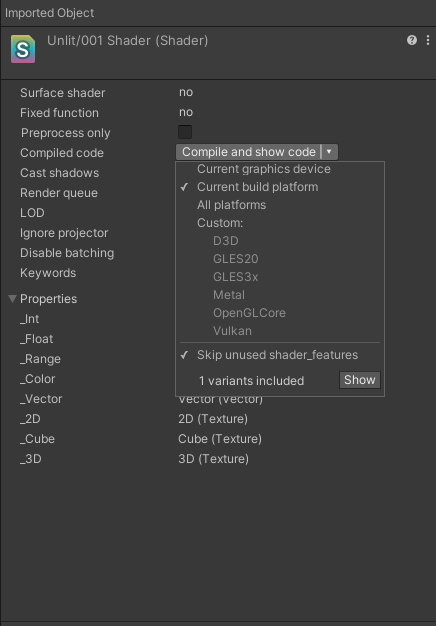 Imported Object
Unlit/001 Shader (Shader)
Surface shader no
Fixed function no
Preprocess only
Compiled code Compile and show code
Cast shadows Current graphics device
Render queue ✓ Current build platform
LOD All platforms
Ignore projector Custom:
Disable batching D3D
GLES20
Keywords GLES3x
Properties Metal
_Int OpenGLCore
_Float Vulkan
_Range ✓ Skip unused shader_features
_Color 1 variants included Show
_Vector Vector (Vector)
_2D 2D (Texture)
_Cube Cube (Texture)
_3D 3D (Texture)